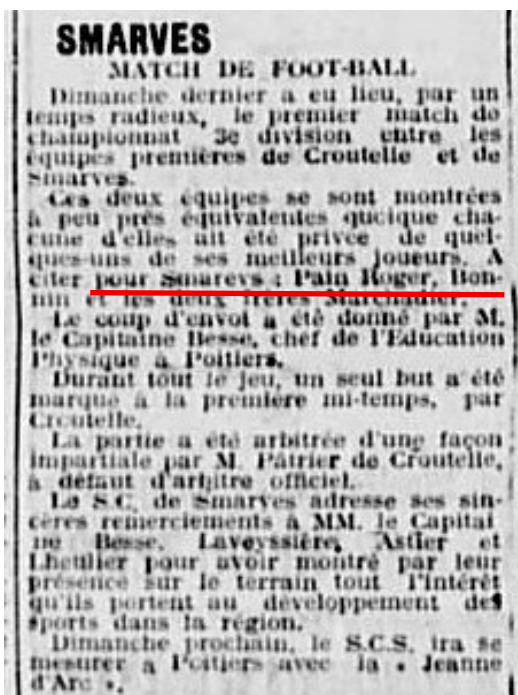 SMARVES
MATCH DE FOOT-BALL
Dimanche dernier a eu lieu, par un
temps radieux, le premier match de
championnat 3e division entre les
équipes premières de Croutelle et de
Smarves.
Ces deux équipes se sont montrées
à peu près équivalentes quoique cha-
cune d'elles ait été privée de quel-
ques-uns de ses meilleurs joueurs. A
citer pour Smareys : Pain Roger, Bon-
nin et les deux frères Marchadier.
Le coup d'envoi a été donné par M.
le Capitaine Besse, chef de l'Education
Physique à Poitiers.
Durant tout le jeu, un seul but a été
marqué à la première mi-temps, par
Croutelle.
La partie a été arbitrée d'une façon
impartiale par M. Pâtrier de Croutelle,
à défaut d'arbitre officiel.
Le S.C. de Smarves adresse ses sin-
cères remerciements à MM. le Capitai
ne Besse, Laveyssière, Astier et
Lheulier pour avoir montré par leur
présence sur le terrain tout l'intérêt
qu'ils portent au développement des
sports dans la région.
Dimanche prochain, le S.C.S. ira se
mesurer à Poitiers avec la « Jeanne
d'Arc ».